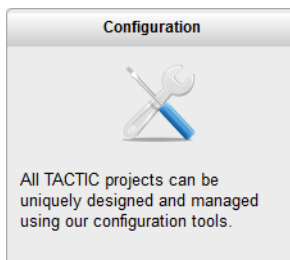 Configuration
All TACTIC projects can be
uniquely designed and managed
using our configuration tools.